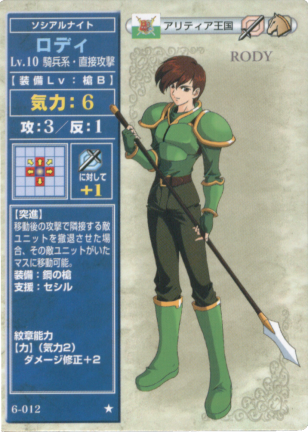 ソシアルナイト
ロディ
Lv.10 騎兵系・直接攻撃
【装備Lv：槍B】
気力：6
攻：3／反：1
に対して
+1
【突進】
移動後の攻撃で隣接する敵
ユニットを撤退させた場
合、その敵ユニットがいた
マスに移動可能。
装備：鋼の槍
支援：セシル
紋章能力
【力】（気力2）
ダメージ修正＋2
6-012
★
アリティア王国
RODY